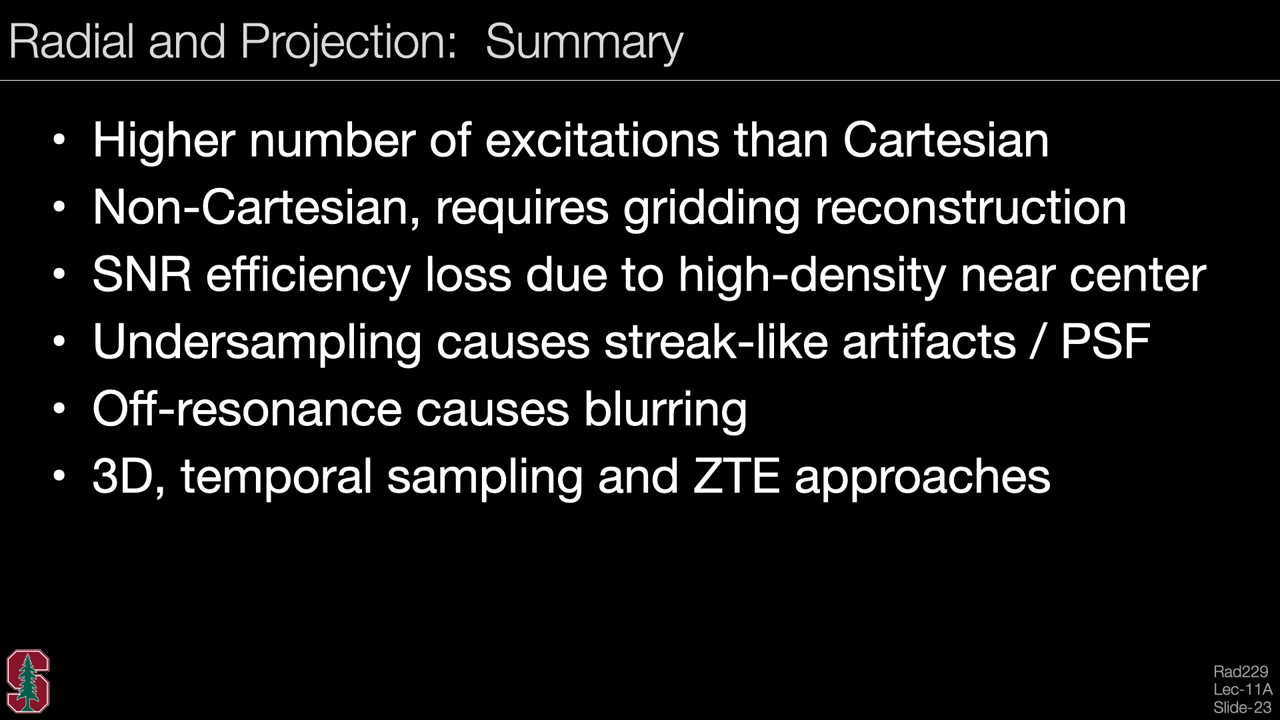 Radial and Projection: Summary
• Higher number of excitations than Cartesian
• Non-Cartesian, requires gridding reconstruction
• SNR efficiency loss due to high-density near center
• Undersampling causes streak-like artifacts / PSF
• Off-resonance causes blurring
• 3D, temporal sampling and ZTE approaches
S
Rad229
Lec-11A
Slide-23